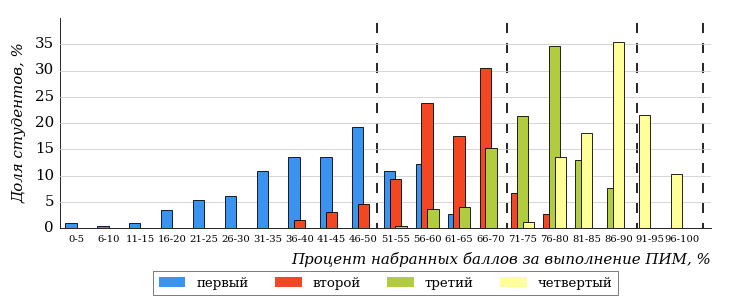 Доля студентов, %
35
30
25
20
15
10
5
0
0-5 6-10 11-15 16-20 21-25 26-30 31-35 36-40 41-45 46-50 51-55 56-60 61-65 66-70 71-75 76-80 81-85 86-90 91-95 96-100
Процент набранных баллов за выполнение ПИМ, %
первый второй третий четвертый